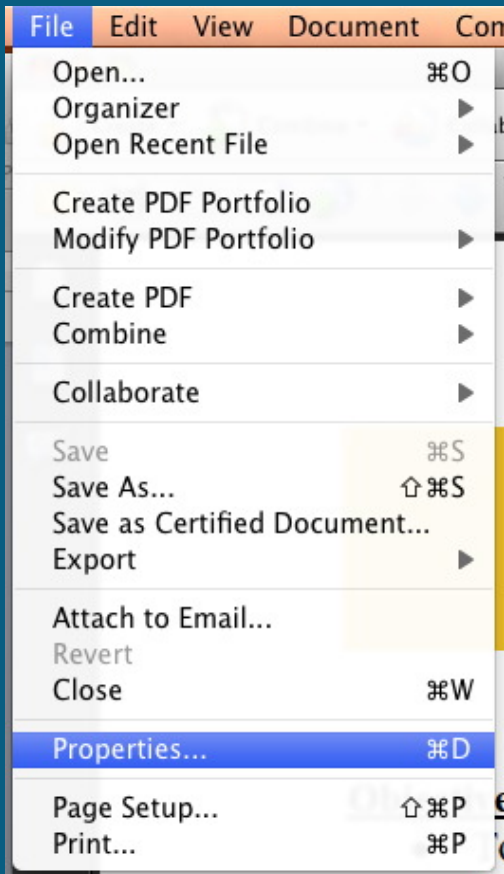 File Edit View Document
Open... ⌘O
Organizer ▶
Open Recent File ▶
Create PDF Portfolio
Modify PDF Portfolio ▶
Create PDF ▶
Combine ▶
Collaborate ▶
Save ⌘S
Save As... ⇧⌘S
Save as Certified Document...
Export ▶
Attach to Email...
Revert
Close ⌘W
Properties... ⌘D
Page Setup... ⇧⌘P
Print... ⌘P